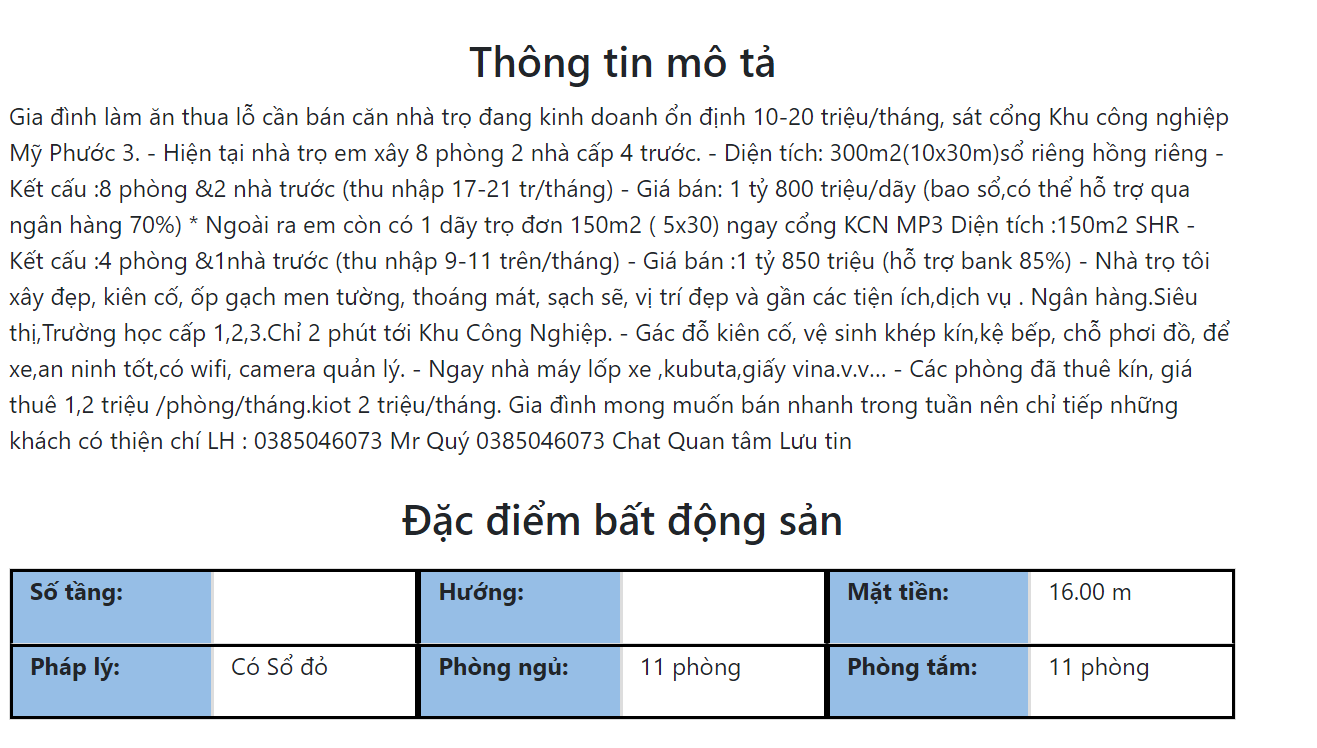 Thông tin mô tả
Gia đình làm ăn thua lỗ cần bán căn nhà trọ đang kinh doanh ổn định 10-20 triệu/tháng, sát cổng Khu công nghiệp
Mỹ Phước 3. - Hiện tại nhà trọ em xây 8 phòng 2 nhà cấp 4 trước. - Diện tích: 300m2(10x30m)sổ riêng hồng riêng -
Kết cấu :8 phòng &2 nhà trước (thu nhập 17-21 tr/tháng) - Giá bán: 1 tỷ 800 triệu/dãy (bao sổ,có thể hỗ trợ qua
ngân hàng 70%) * Ngoài ra em còn có 1 dãy trọ đơn 150m2 ( 5x30) ngay cổng KCN MP3 Diện tích :150m2 SHR -
Kết cấu :4 phòng &1nhà trước (thu nhập 9-11 trên/tháng) - Giá bán :1 tỷ 850 triệu (hỗ trợ bank 85%) - Nhà trọ tôi
xây đẹp, kiên cố, ốp gạch men tường, thoáng mát, sạch sẽ, vị trí đẹp và gần các tiện ích,dịch vụ . Ngân hàng.Siêu
thị,Trường học cấp 1,2,3.Chỉ 2 phút tới Khu Công Nghiệp. - Gác đỗ kiên cố, vệ sinh khép kín,kệ bếp, chỗ phơi đồ, để
xe,an ninh tốt,có wifi, camera quản lý. - Ngay nhà máy lốp xe ,kubuta,giấy vina.v.v... - Các phòng đã thuê kín, giá
thuê 1,2 triệu /phòng/tháng.kiot 2 triệu/tháng. Gia đình mong muốn bán nhanh trong tuần nên chỉ tiếp những
khách có thiện chí LH : 0385046073 Mr Quý 0385046073 Chat Quan tâm Lưu tin
Đặc điểm bất động sản
Số tầng: Hướng: Mặt tiền: 16.00 m
Pháp lý: Có Sổ đỏ Phòng ngủ: 11 phòng Phòng tắm: 11 phòng